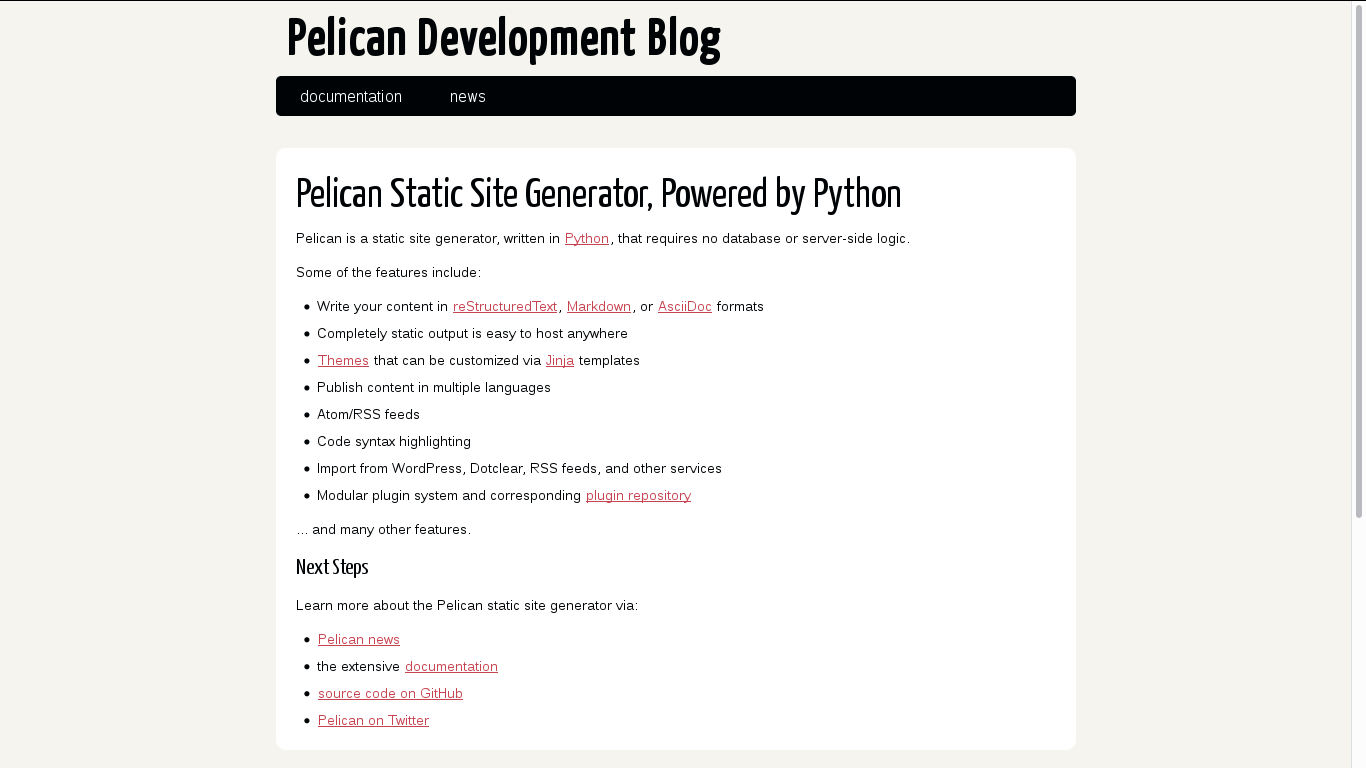 Pelican Development Blog
documentation news
Pelican Static Site Generator, Powered by Python
Pelican is a static site generator, written in Python, that requires no database or server-side logic.
Some of the features include:
Write your content in reStructuredText, Markdown, or AsciiDoc formats
Completely static output is easy to host anywhere
Themes that can be customized via Jinja templates
Publish content in multiple languages
Atom/RSS feeds
Code syntax highlighting
Import from WordPress, Dotclear, RSS feeds, and other services
Modular plugin system and corresponding plugin repository
... and many other features.
Next Steps
Learn more about the Pelican static site generator via:
Pelican news
the extensive documentation
source code on GitHub
Pelican on Twitter